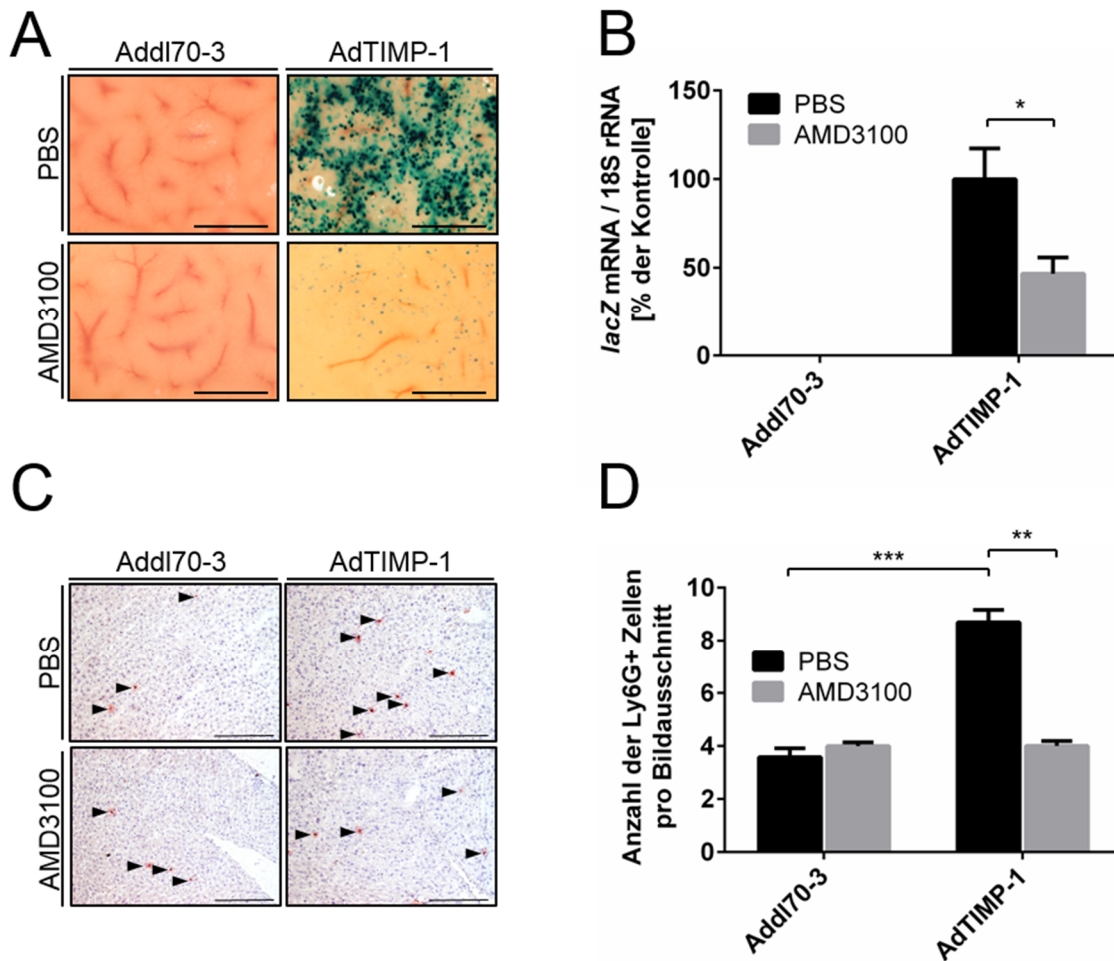 A
Addl70-3
AdTIMP-1
PBS
AMD3100
B
lacZ mRNA / 18S rRNA
[% der Kontrolle]
150
100
50
0
PBS
AMD3100
*
Addl70-3
AdTIMP-1
C
Addl70-3
AdTIMP-1
PBS
AMD3100
D
Anzahl der Ly6G+ Zellen
pro Bildausschnitt
10
8
6
4
2
0
***
**
PBS
AMD3100
Addl70-3
AdTIMP-1